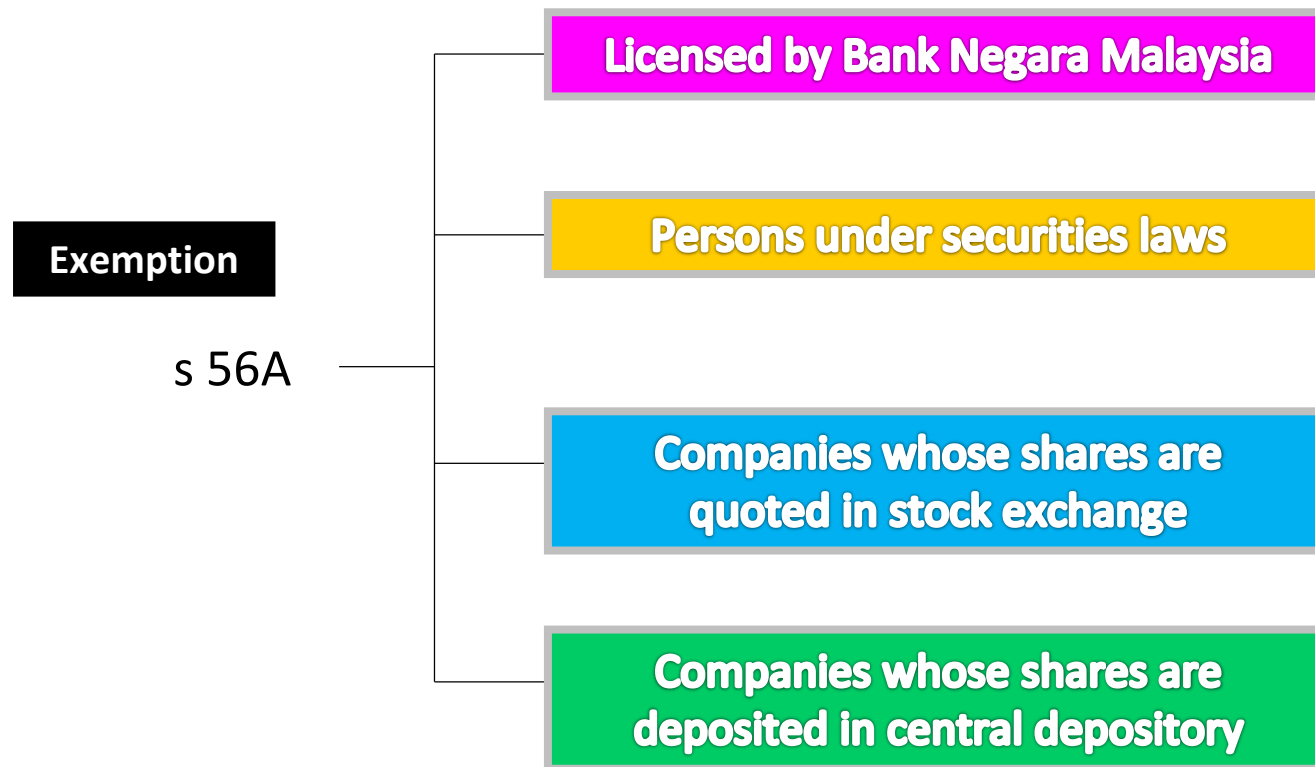 Licensed by Bank Negara Malaysia
Persons under securities laws
Exemption
s 56A
Companies whose shares are
quoted in stock exchange
Companies whose shares are
deposited in central depository